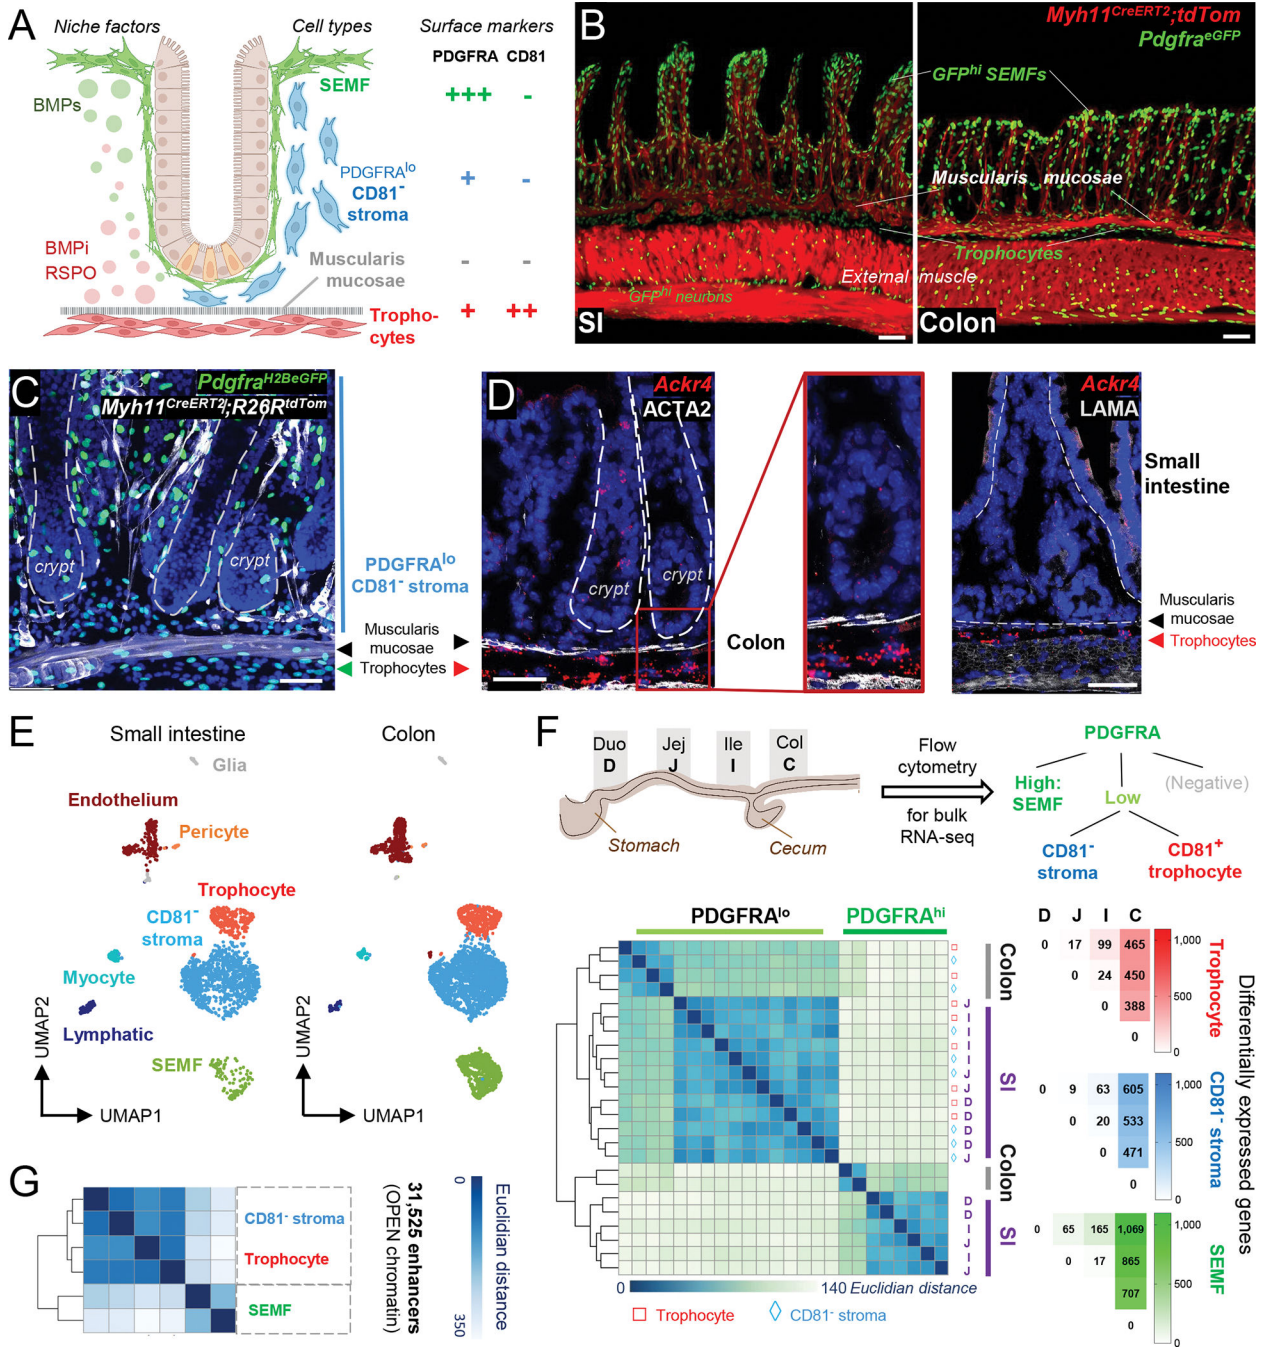 A
Niche factors
Cell types
Surface markers
PDGFRA CD81
SEMF
+++ -
BMPs
PDGFRAlo
CD81-
stroma
+ -
BMPi
RSPO
Muscularis
mucosae
- -
Tropho-
cytes
+ ++
B
Myh11CreERT2;tdTom
PdgfraeGFP
GFPhi SEMFs
Muscularis mucosae
Trophocytes
External muscle
GFPhi neurons
SI
Colon
C
PdgfraH2BeGFP
Myh11CreERT2;R26RtdTom
crypt
crypt
PDGFRAlo
CD81- stroma
Muscularis
mucosae
Trophocytes
D
Ackr4
ACTA2
crypt
crypt
Colon
Ackr4
LAMA
Small
intestine
Muscularis
mucosae
Trophocytes
E
Small intestine
Colon
Glia
Endothelium
Pericyte
Trophocyte
CD81-
stroma
Myocyte
Lymphatic
SEMF
UMAP2
UMAP1
UMAP2
UMAP1
F
Duo
D
Jej
J
Ile
I
Col
C
Stomach
Cecum
Flow
cytometry
for bulk
RNA-seq
PDGFRA
High:
SEMF
Low
(Negative)
CD81-
stroma
CD81+
trophocyte
PDGFRAlo
PDGFRAhi
Colon
SI
Colon
SI
J
I
I
I
I
J
J
D
D
D
D
J
D
D
I
J
I
J
0
140 Euclidian distance
□ Trophocyte
◊ CD81- stroma
D J I C
0 17 99 465
0 24 450
0 388
0
1,000
500
0
Trophocyte
0 9 63 605
0 20 533
0 471
0
1,000
500
0
CD81- stroma
0 65 165 1,069
0 17 865
707
0
1,000
500
0
SEMF
Differentially expressed genes
G
CD81- stroma
Trophocyte
SEMF
31,525 enhancers
(OPEN chromatin)
0
350
Euclidian distance